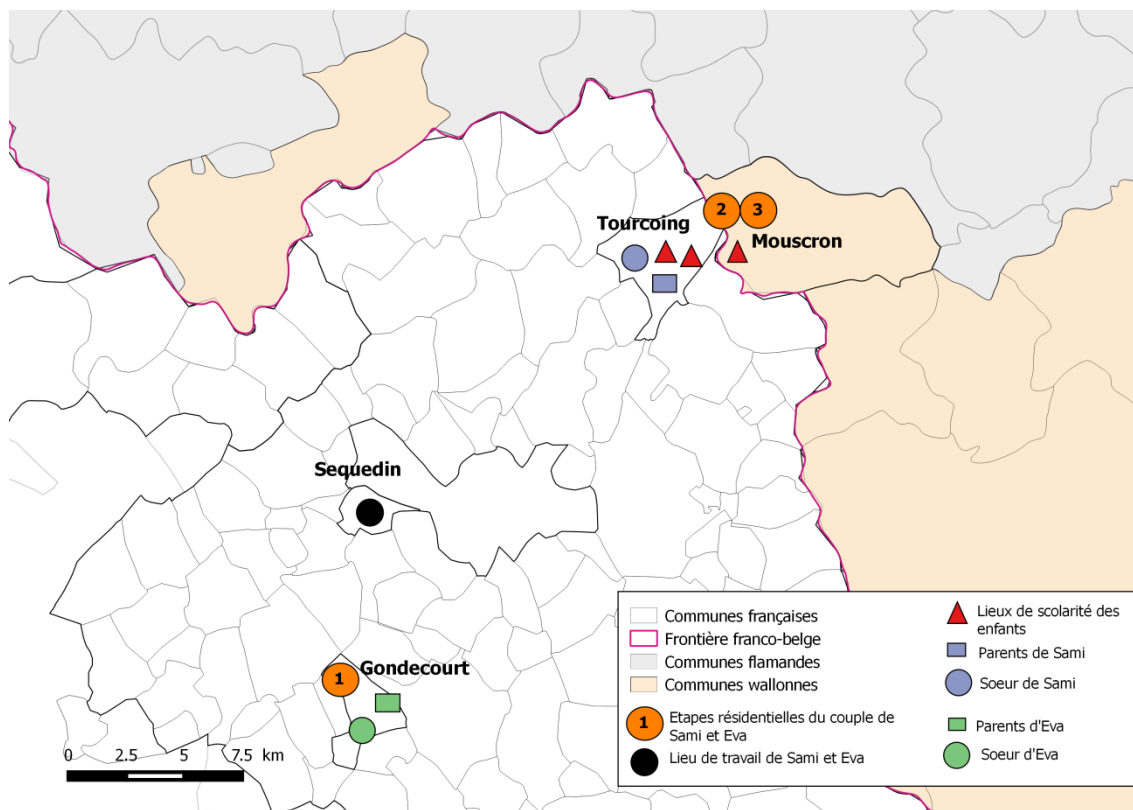 2
3
Tourcoing
Mouscron
Sequedin
Gondecourt
1
0 2.5 5 7.5 km
Communes françaises
Frontière franco-belge
Communes flamandes
Communes wallonnes
1
Etapes résidentielles du couple de
Sami et Eva
Lieu de travail de Sami et Eva
Lieux de scolarité des
enfants
Parents de Sami
Soeur de Sami
Parents d'Eva
Soeur d'Eva